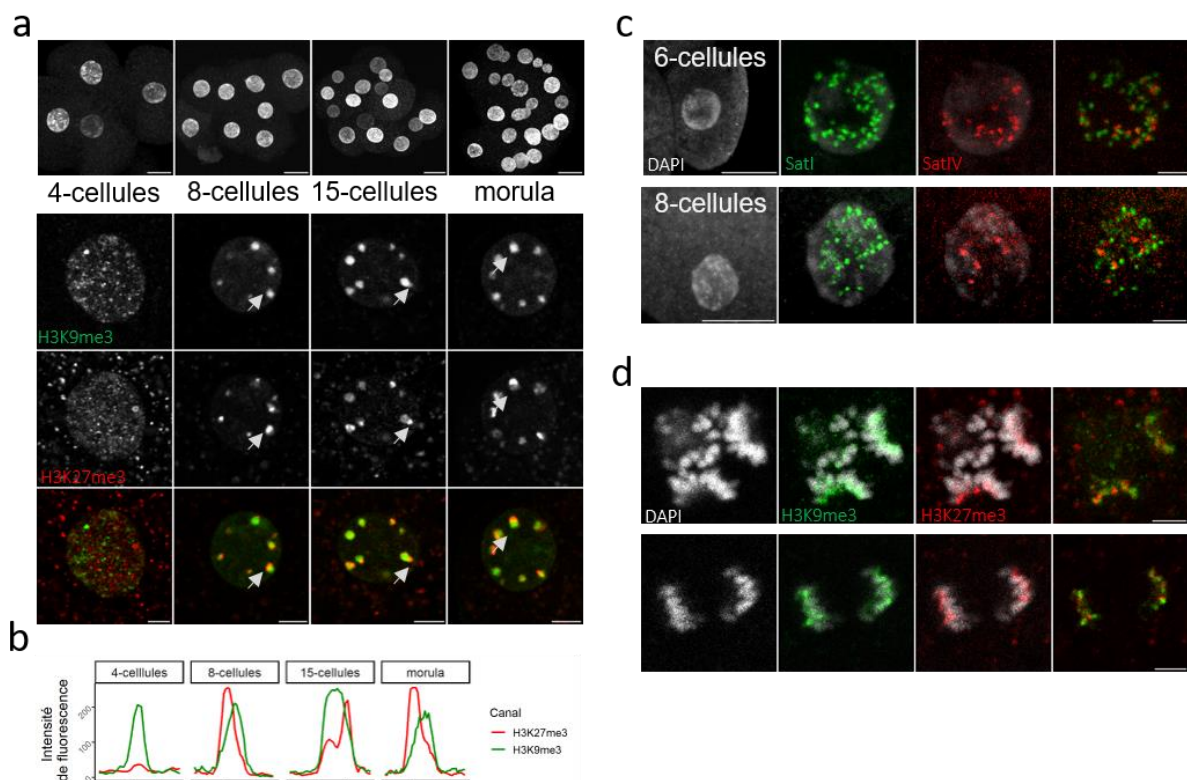 a
4-cellules 8-cellules 15-cellules morula
H3K9me3
H3K27me3
b
4-celllules 8-cellules 15-cellules morula
Intensité
de fluorescence
200
100
0
Canal
H3K27me3
H3K9me3
c
6-cellules
DAPI SatI SatIV
8-cellules
d
DAPI H3K9me3 H3K27me3